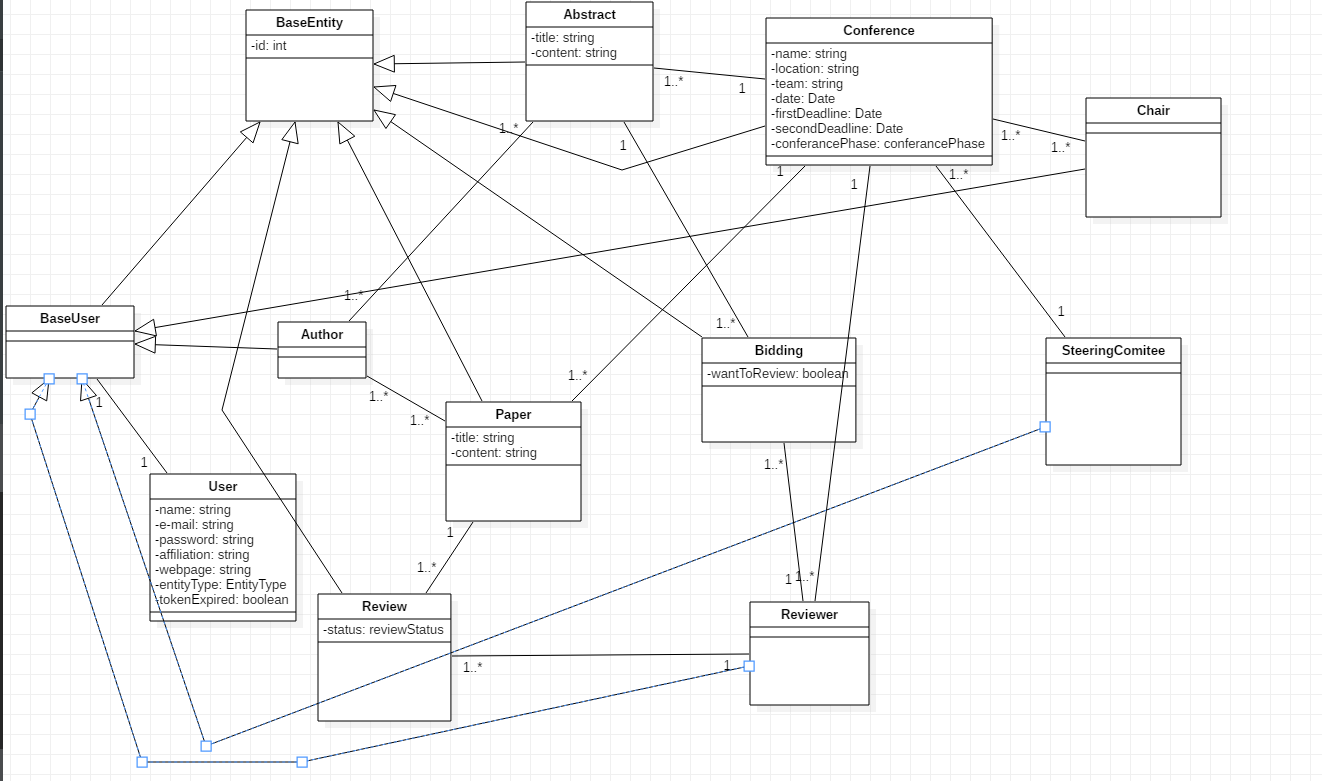 BaseEntity
-id: int
Abstract
-title: string
-content: string
Conference
-name: string
-location: string
-team: string
-date: Date
-firstDeadline: Date
-secondDeadline: Date
-conferancePhase: conferancePhase
Chair
1..*
1
1..*
1..*
1..*
1
1
1
1..*
1..*
BaseUser
Author
1..*
1
Bidding
-wantToReview: boolean
SteeringComitee
1..*
1..*
1..*
1
Paper
-title: string
-content: string
1
1..*
User
-name: string
-e-mail: string
-password: string
-affiliation: string
-webpage: string
-entityType: EntityType
-tokenExpired: boolean
1
1..*
1
1..*
Review
-status: reviewStatus
Reviewer
1..*
1